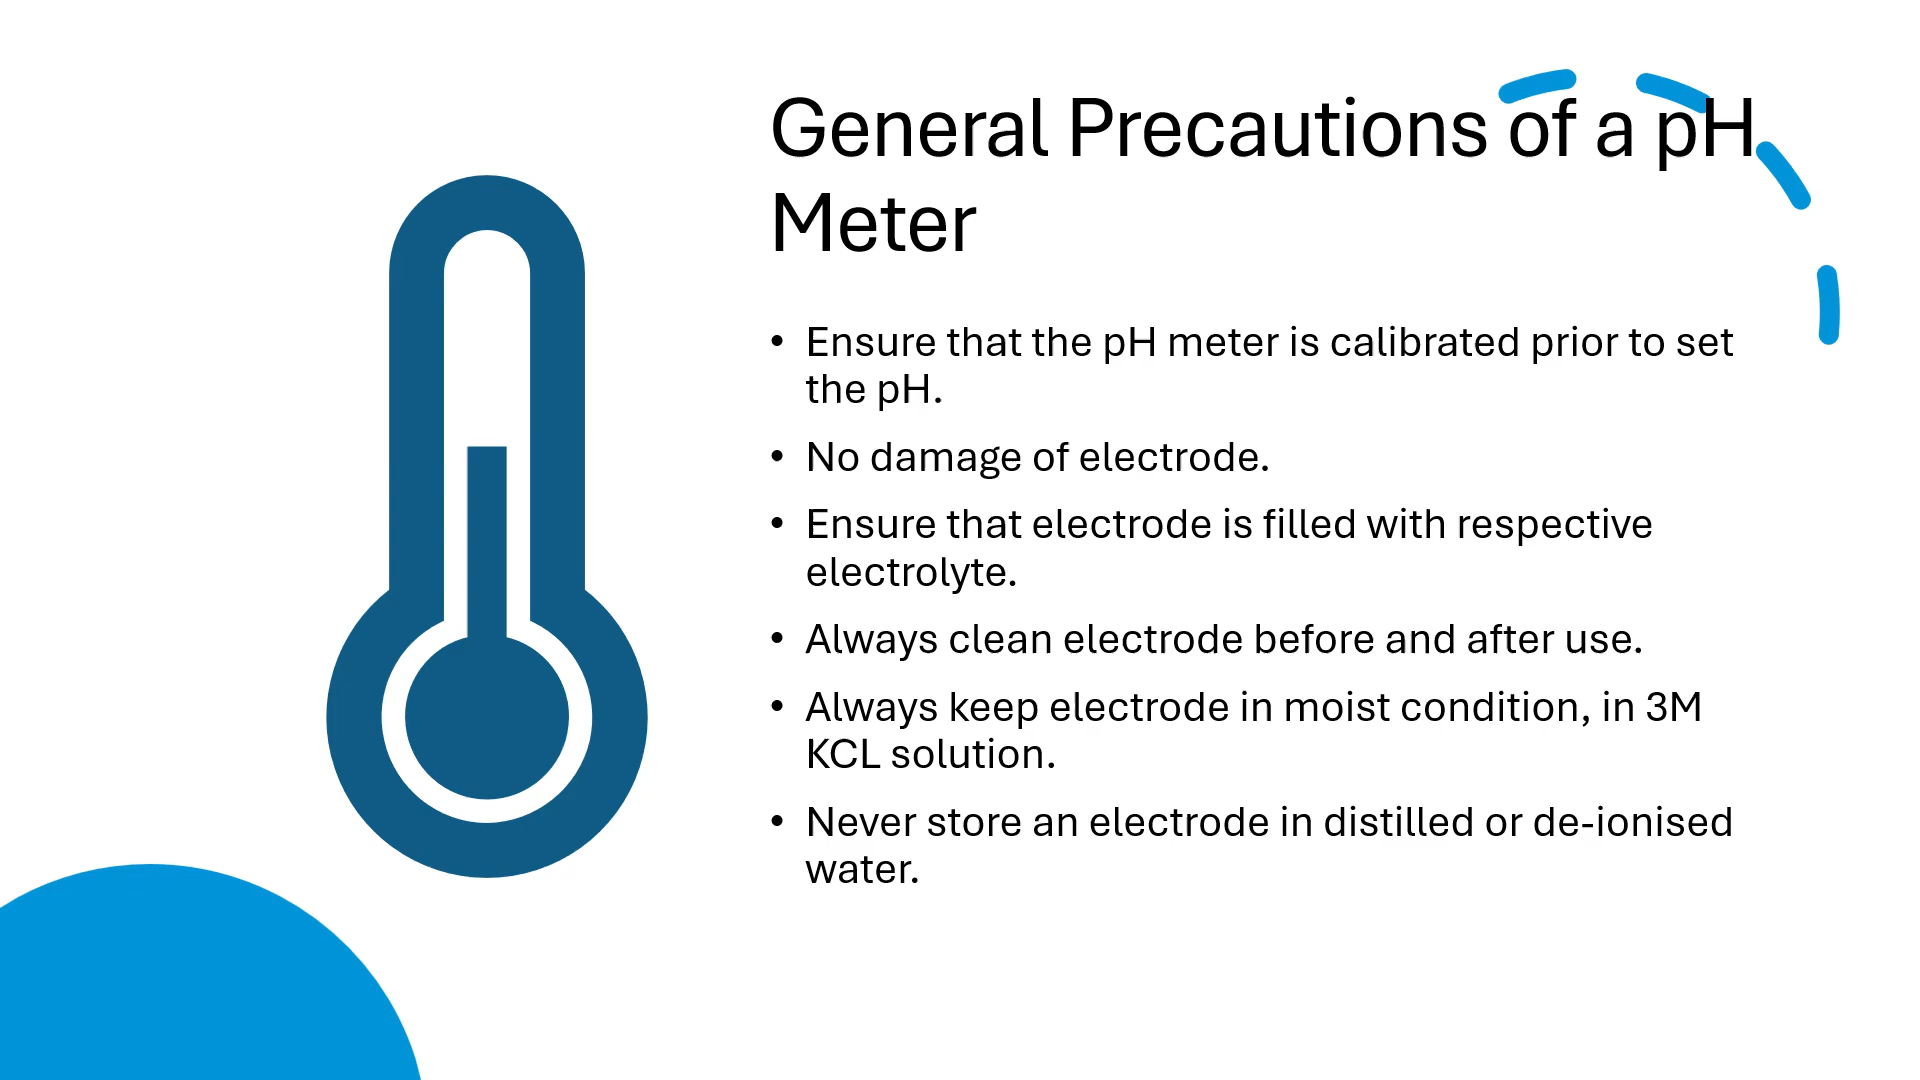 General Precautions of a pH
Meter
• Ensure that the pH meter is calibrated prior to set
the pH.
• No damage of electrode.
• Ensure that electrode is filled with respective
electrolyte.
• Always clean electrode before and after use.
• Always keep electrode in moist condition, in 3M
KCL solution.
• Never store an electrode in distilled or de-ionised
water.